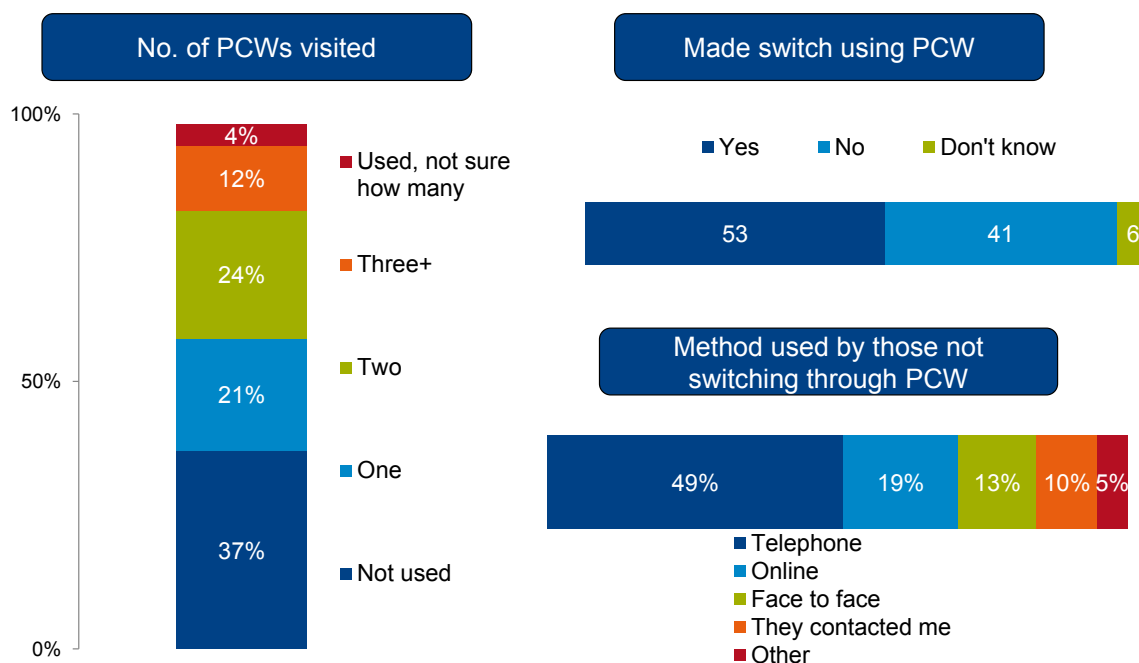 No. of PCWs visited
100%
50%
0%
4%
12%
24%
21%
37%
Used, not sure
how many
Three+
Two
One
Not used
Made switch using PCW
Yes No Don't know
53 41 6
Method used by those not
switching through PCW
49% 19% 13% 10% 5%
Telephone
Online
Face to face
They contacted me
Other